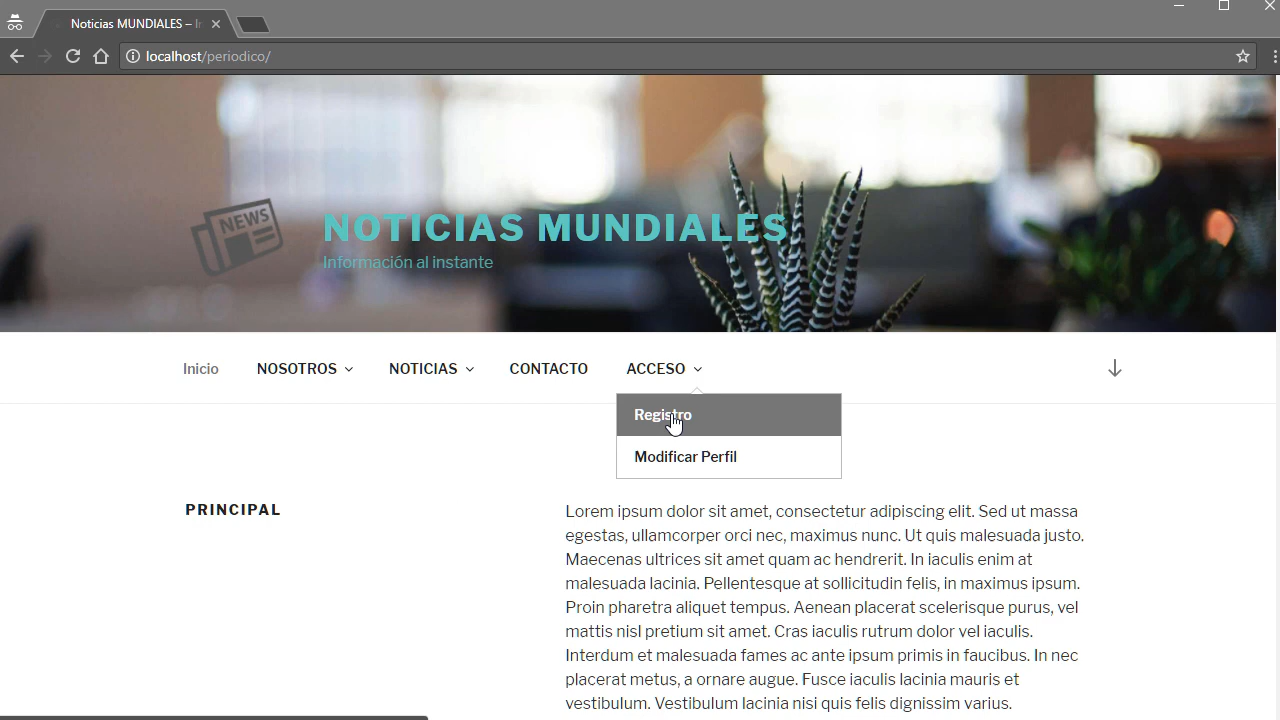 Noticias MUNDIALES – In
localhost/periodico/
NEWS
NOTICIAS MUNDIALES
Información al instante
Inicio NOSOTROS NOTICIAS CONTACTO ACCESO
Registro
Modificar Perfil
PRINCIPAL
Lorem ipsum dolor sit amet, consectetur adipiscing elit. Sed ut massa
egestas, ullamcorper orci nec, maximus nunc. Ut quis malesuada justo.
Maecenas ultrices sit amet quam ac hendrerit. In iaculis enim at
malesuada lacinia. Pellentesque at sollicitudin felis, in maximus ipsum.
Proin pharetra aliquet tempus. Aenean placerat scelerisque purus, vel
mattis nisl pretium sit amet. Cras iaculis rutrum dolor vel iaculis.
Interdum et malesuada fames ac ante ipsum primis in faucibus. In nec
placerat metus, a ornare augue. Fusce iaculis lacinia mauris et
vestibulum. Vestibulum lacinia nisi quis felis dignissim varius.